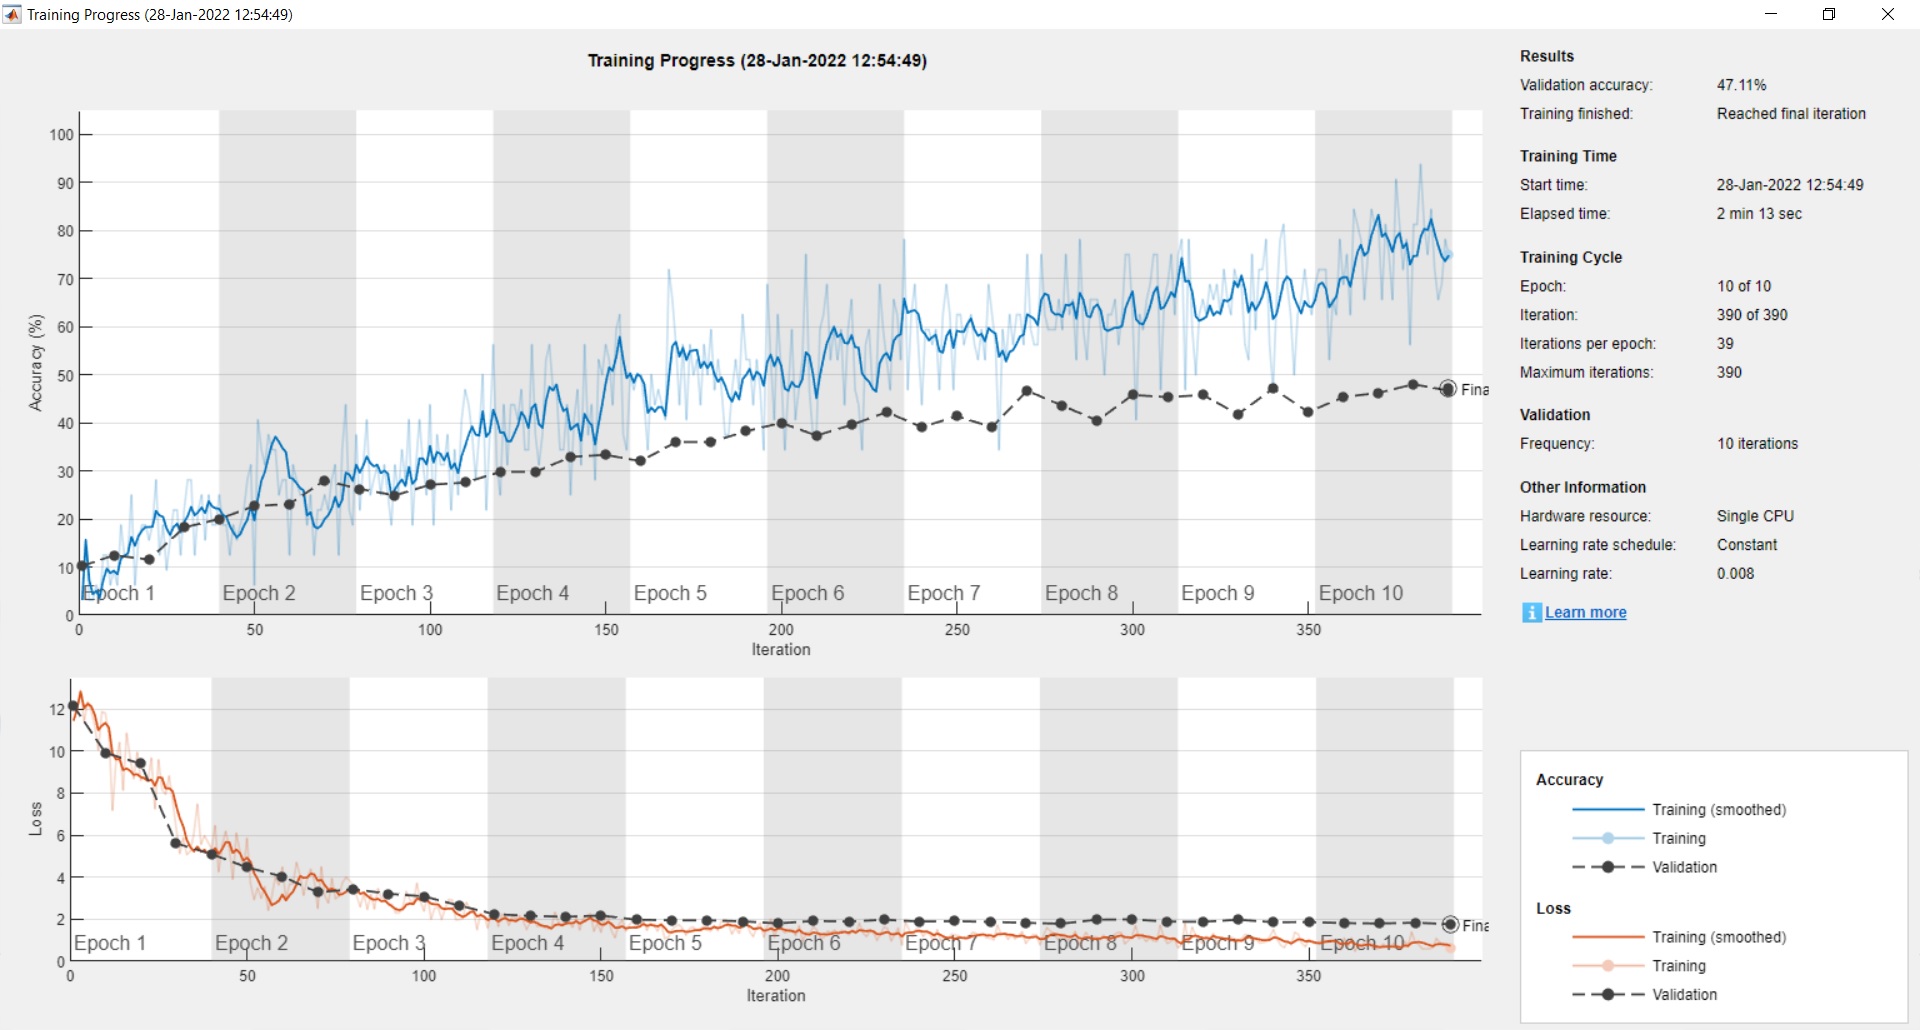 Training Progress (28-Jan-2022 12:54:49)
Training Progress (28-Jan-2022 12:54:49)
100
90
80
70
60
50
40
30
20
10
0
Accuracy (%)
Epoch 1
Epoch 2
Epoch 3
Epoch 4
Epoch 5
Epoch 6
Epoch 7
Epoch 8
Epoch 9
Epoch 10
Fina
0
50
100
150
200
250
300
350
Iteration
12
10
8
6
4
2
0
Loss
Epoch 1
Epoch 2
Epoch 3
Epoch 4
Epoch 5
Epoch 6
Epoch 7
Epoch 8
Epoch 9
Epoch 10
Fina
0
50
100
150
200
250
300
350
Iteration
Results
Validation accuracy: 47.11%
Training finished: Reached final iteration
Training Time
Start time: 28-Jan-2022 12:54:49
Elapsed time: 2 min 13 sec
Training Cycle
Epoch: 10 of 10
Iteration: 390 of 390
Iterations per epoch: 39
Maximum iterations: 390
Validation
Frequency: 10 iterations
Other Information
Hardware resource: Single CPU
Learning rate schedule: Constant
Learning rate: 0.008
i Learn more
Accuracy
Training (smoothed)
Training
Validation
Loss
Training (smoothed)
Training
Validation